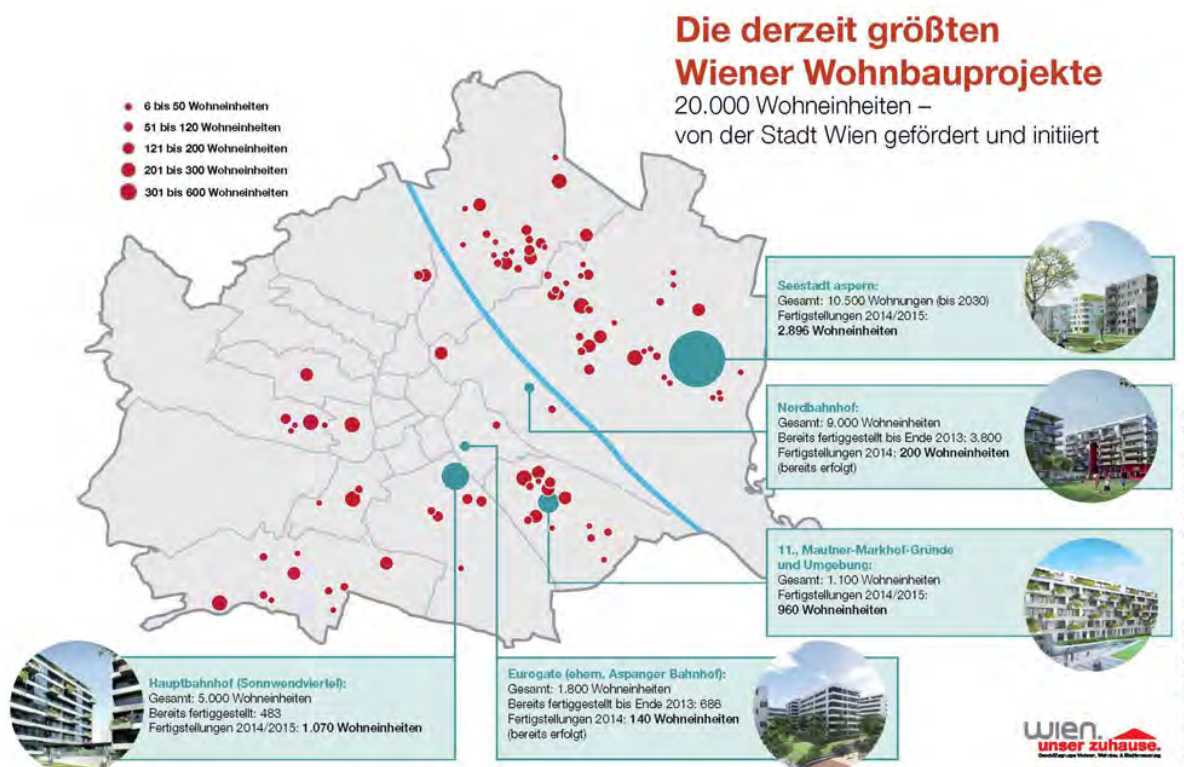 Die derzeit größten
Wiener Wohnbauprojekte
20.000 Wohneinheiten –
von der Stadt Wien gefördert und initiiert
6 bis 50 Wohneinheiten
51 bis 120 Wohneinheiten
121 bis 200 Wohneinheiten
201 bis 300 Wohneinheiten
301 bis 600 Wohneinheiten
Seestadt aspern:
Gesamt: 10.500 Wohnungen (bis 2030)
Fertigstellungen 2014/2015:
2.896 Wohneinheiten
Nordbahnhof:
Gesamt: 9.000 Wohneinheiten
Bereits fertiggestellt bis Ende 2013: 3.800
Fertigstellungen 2014: 200 Wohneinheiten
(bereits erfolgt)
11., Mautner-Markhof-Gründe
und Umgebung:
Gesamt: 1.100 Wohneinheiten
Fertigstellungen 2014/2015:
960 Wohneinheiten
Hauptbahnhof (Sonnwendviertel):
Gesamt: 5.000 Wohneinheiten
Bereits fertiggestellt: 483
Fertigstellungen 2014/2015: 1.070 Wohneinheiten
Eurogate (ehem. Aspanger Bahnhof):
Gesamt: 1.800 Wohneinheiten
Bereits fertiggestellt bis Ende 2013: 686
Fertigstellungen 2014: 140 Wohneinheiten
(bereits erfolgt)
wien.
unser zuhause.